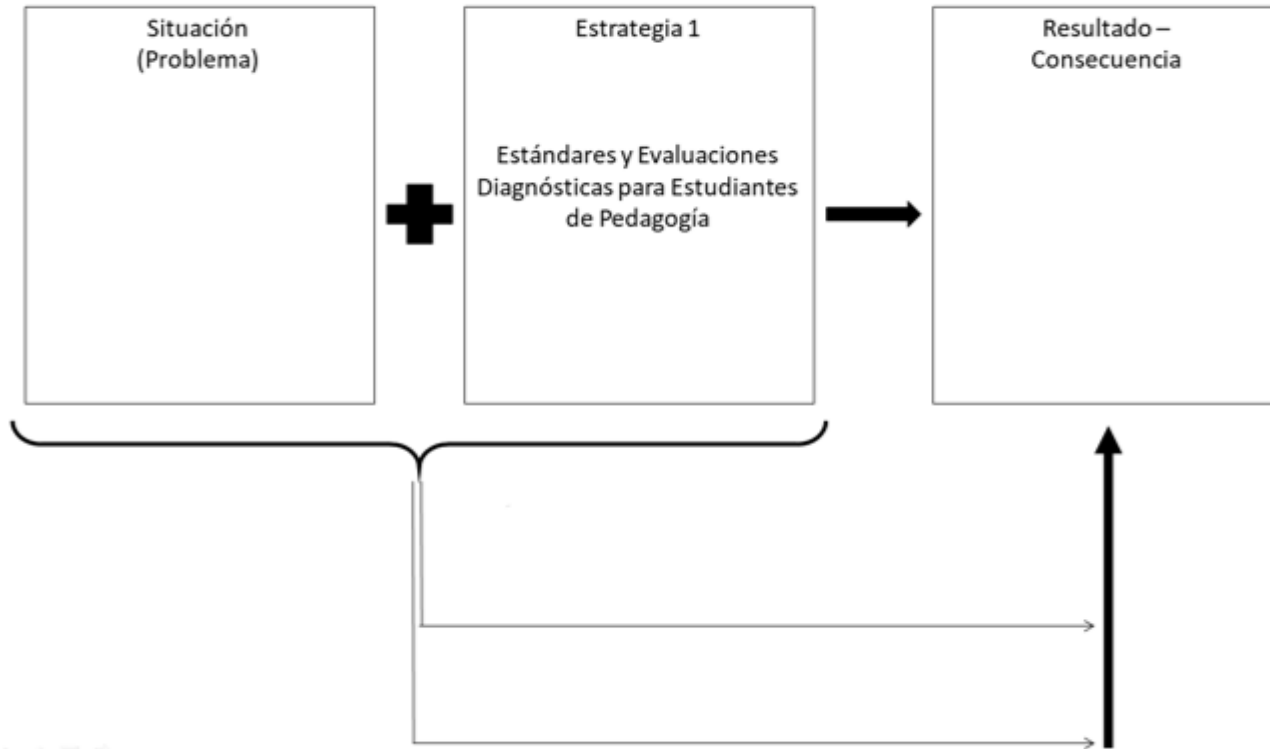 Situación
(Problema)
Estrategia 1
Estándares y Evaluaciones
Diagnósticas para Estudiantes
de Pedagogía
Resultado –
Consecuencia